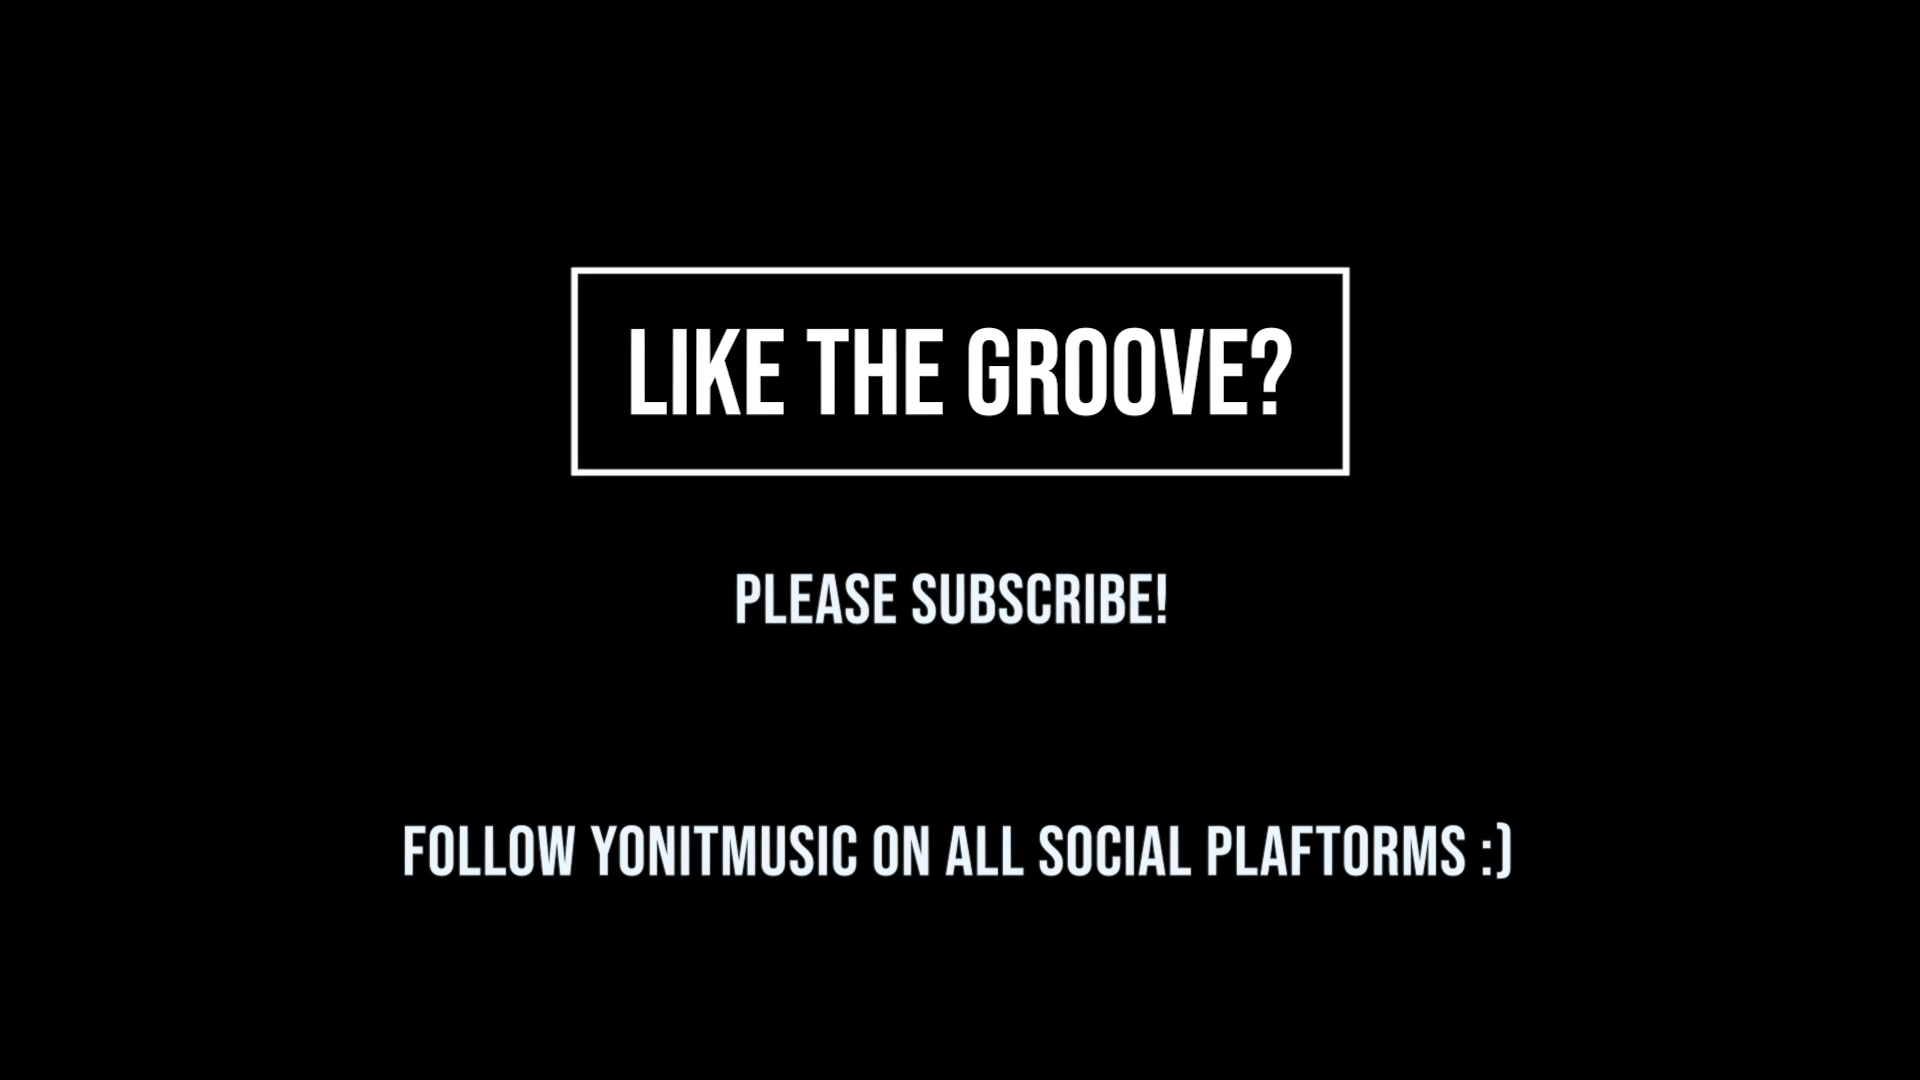 LIKE THE GROOVE?
PLEASE SUBSCRIBE!
FOLLOW YONITMUSIC ON ALL SOCIAL PLAFTORMS :)